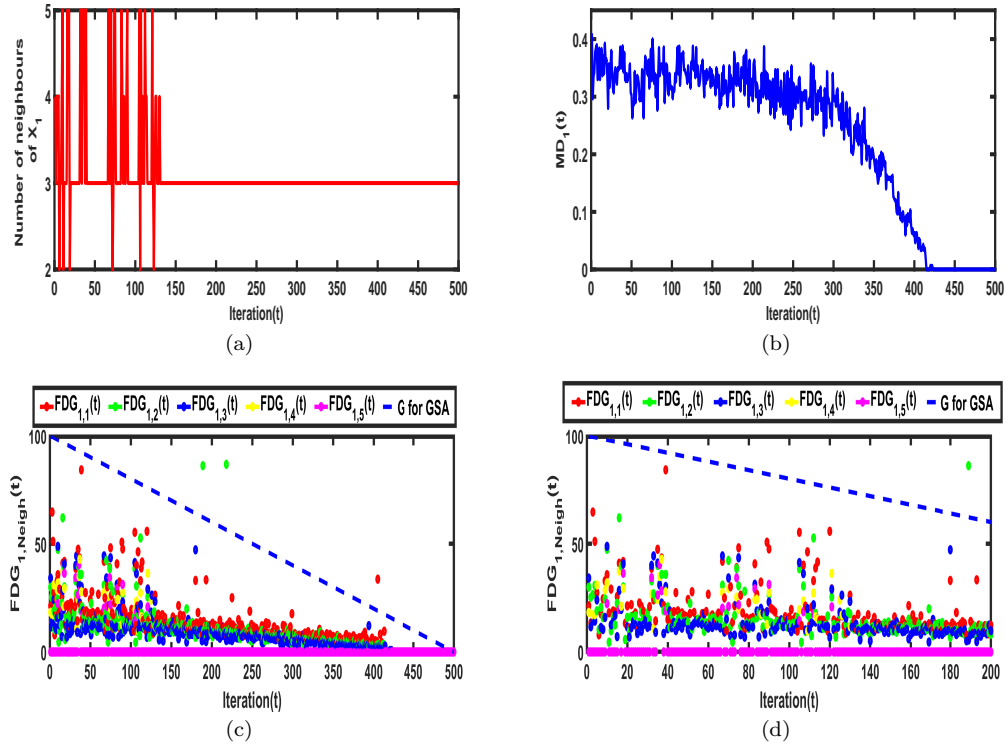 5
4
3
2
Number of neighbours
of X1
0 50 100 150 200 250 300 350 400 450 500
Iteration(t)
(a)
0.4
0.3
0.2
0.1
0
MD1(t)
0 50 100 150 200 250 300 350 400 450 500
Iteration(t)
(b)
FDG1,1(t) FDG1,2(t) FDG1,3(t) FDG1,4(t) FDG1,5(t) G for GSA
100
50
0
FDG1,Neigh(t)
0 50 100 150 200 250 300 350 400 450 500
Iteration(t)
(c)
FDG1,1(t) FDG1,2(t) FDG1,3(t) FDG1,4(t) FDG1,5(t) G for GSA
100
50
0
FDG1,Neigh(t)
0 20 40 60 80 100 120 140 160 180 200
Iteration(t)
(d)